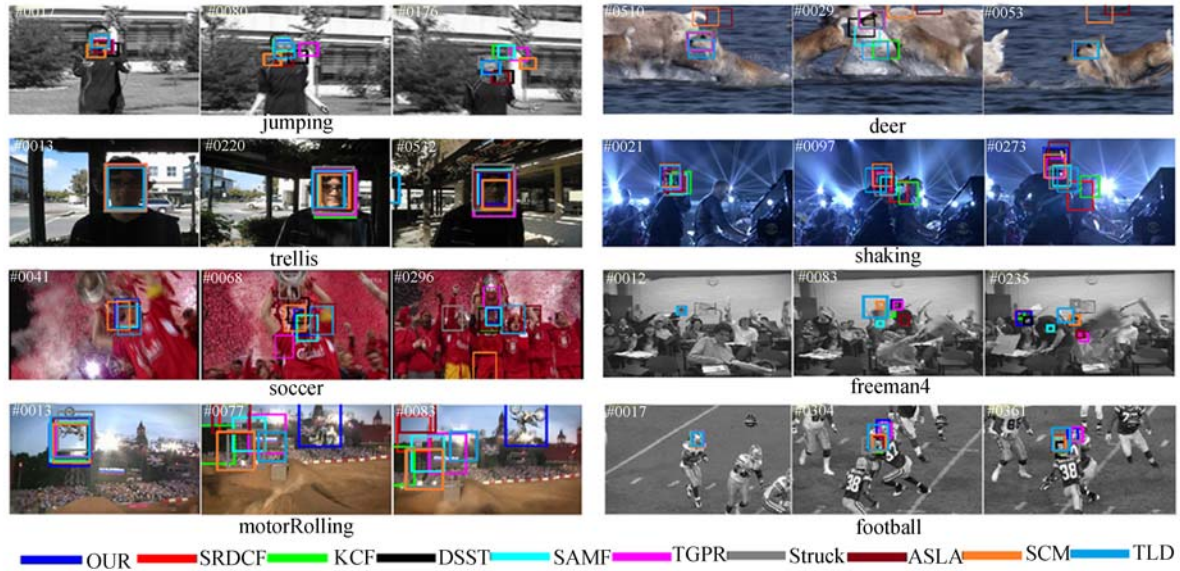 #0017 #0080 #0176 #0510 #0029 #0053
jumping deer
#0013 #0220 #0532 #0021 #0097 #0273
trellis shaking
#0041 #0068 #0296 #0012 #0083 #0235
soccer freeman4
#0013 #0077 #0083 #0017 #0304 #0361
motorRolling football
OUR SRDCF KCF DSST SAMF TGPR Struck ASLA SCM TLD